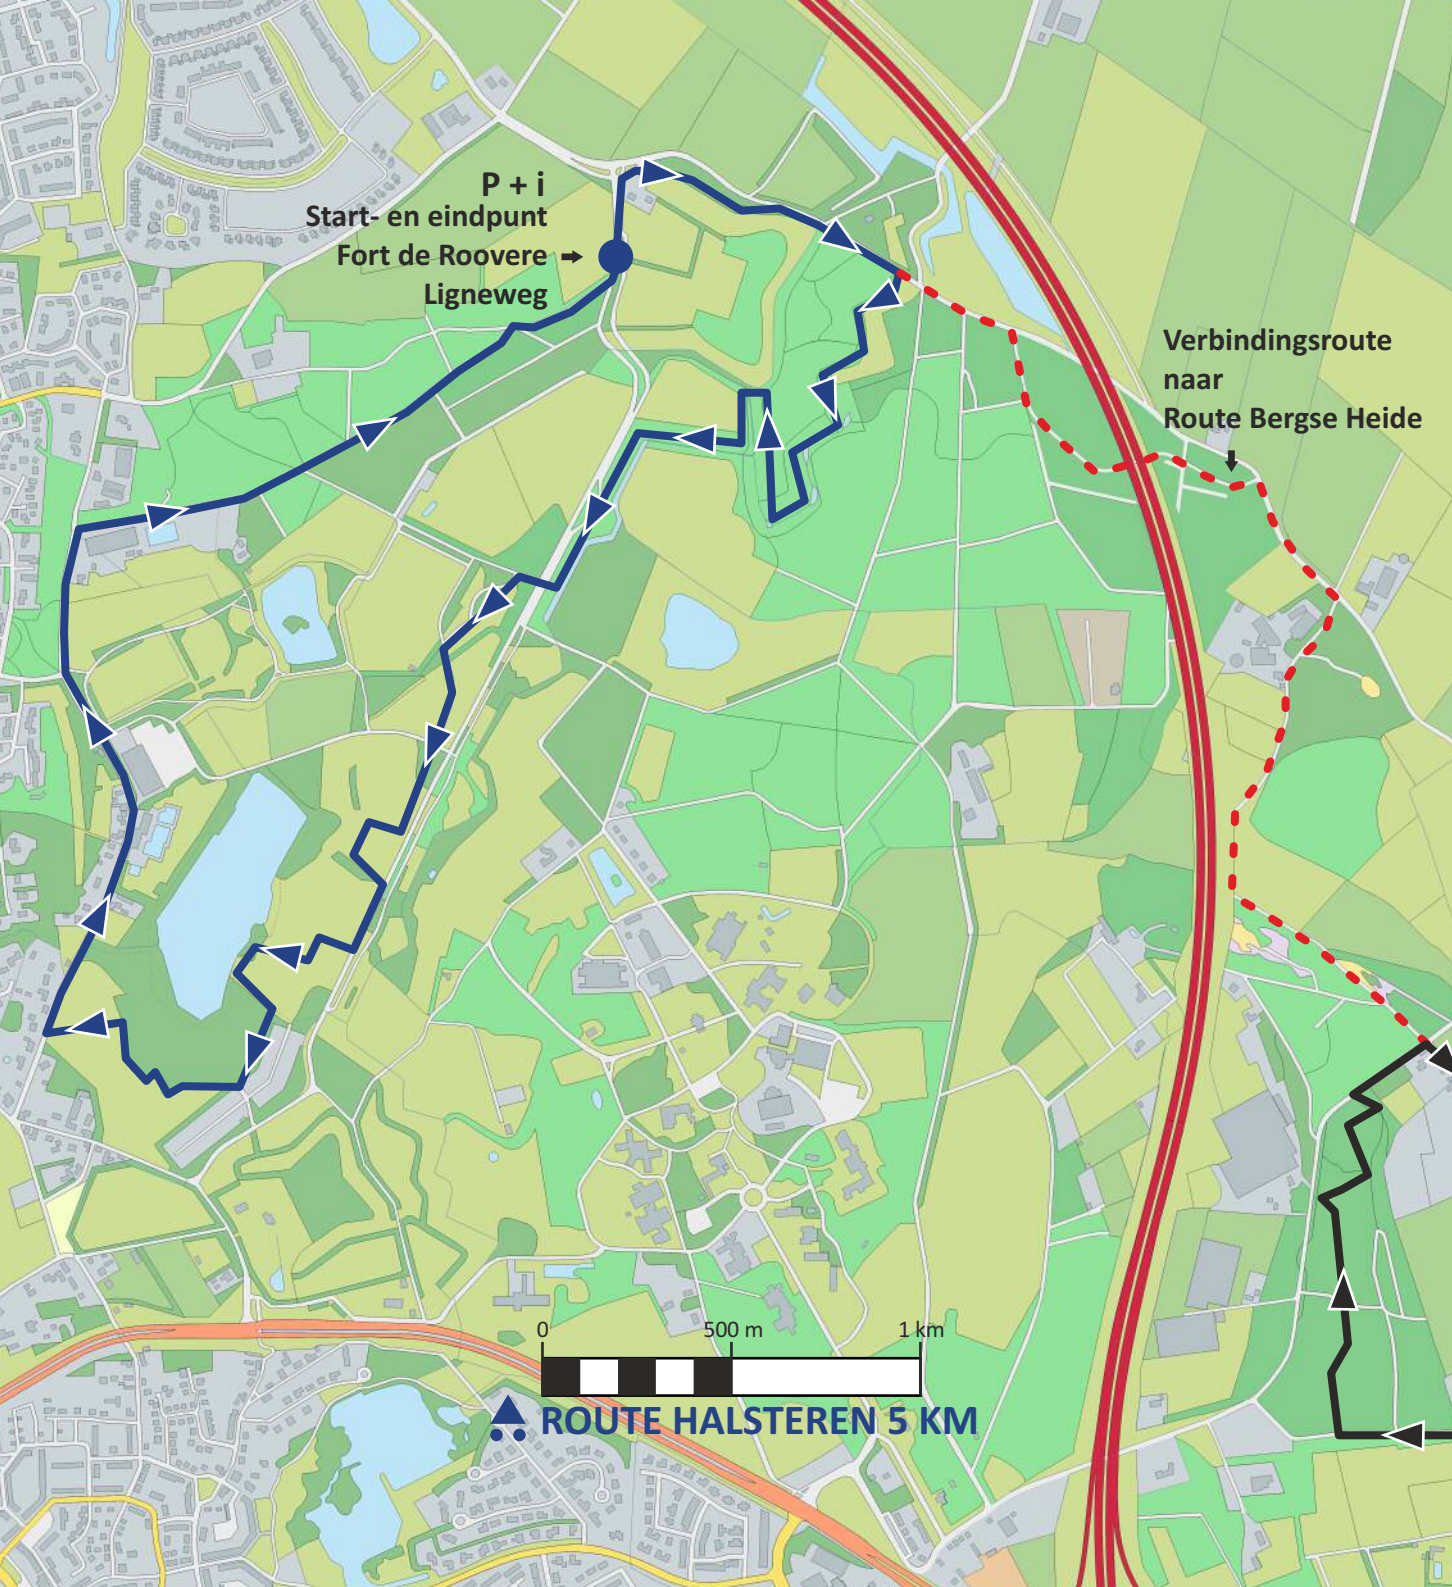 P + i
Start- en eindpunt
Fort de Roovere
Ligneweg
Verbindingsroute
naar
Route Bergse Heide
0 500 m 1 km
ROUTE HALSTEREN 5 KM